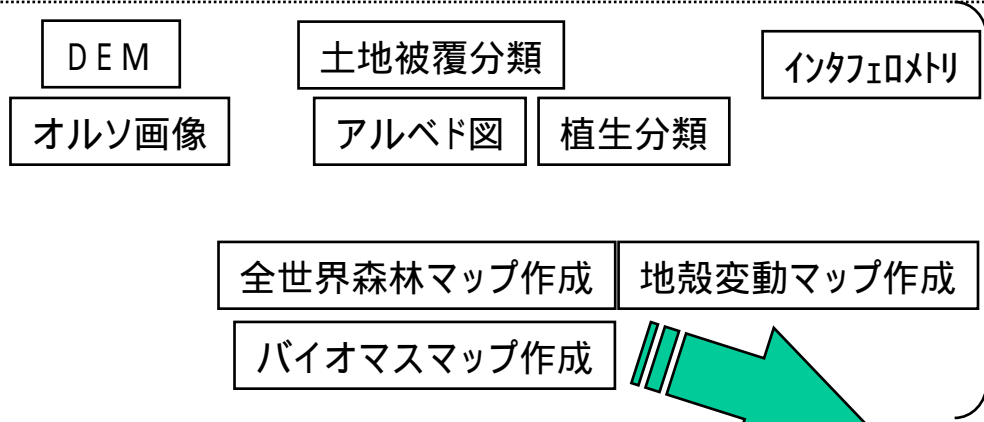 DEM
土地被覆分類
インタフェロメトリ
オルソ画像
アルベド図
植生分類
全世界森林マップ作成
地殻変動マップ作成
バイオマスマップ作成